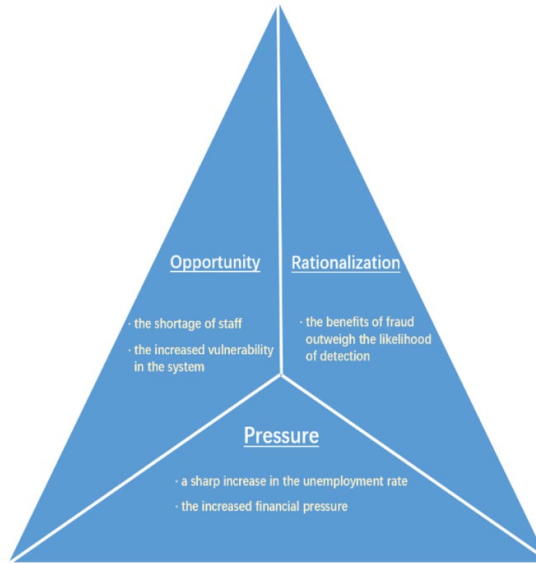 Opportunity
· the shortage of staff
· the increased vulnerability
in the system
Rationalization
· the benefits of fraud
outweigh the likelihood
of detection
Pressure
· a sharp increase in the unemployment rate
· the increased financial pressure